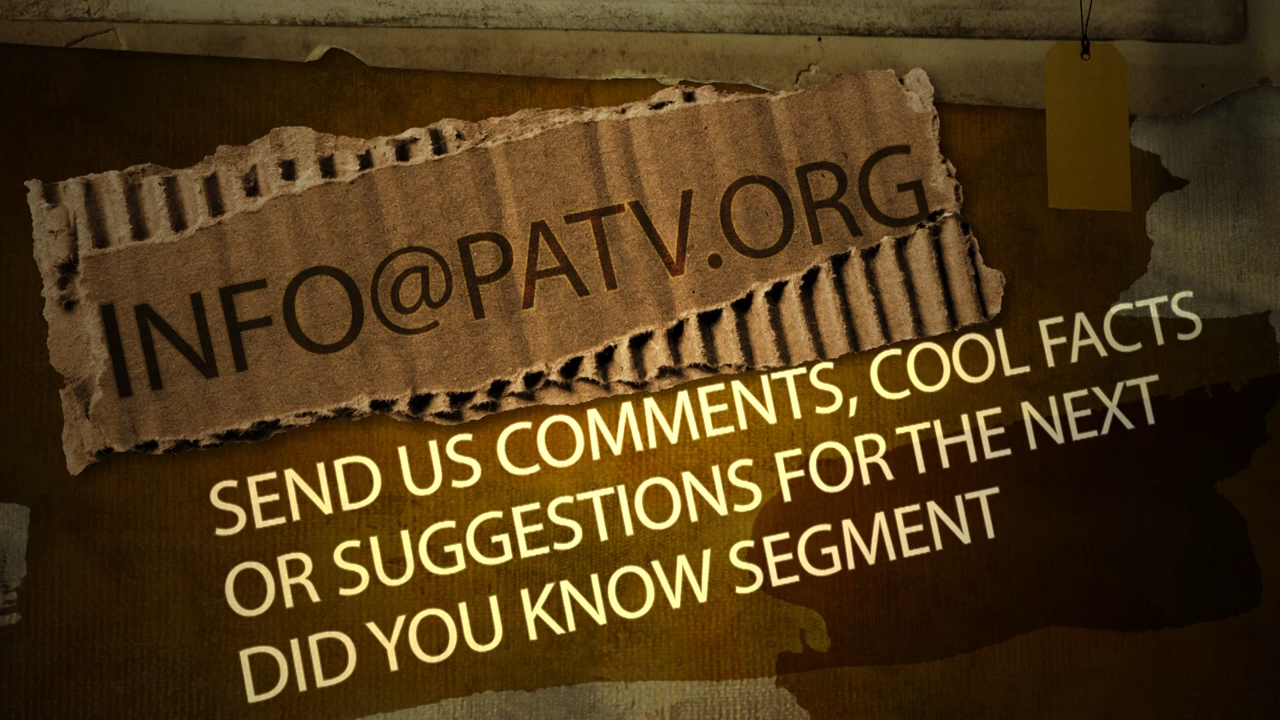 INFO@PATV.ORG
SEND US COMMENTS, COOL FACTS
OR SUGGESTIONS FOR THE NEXT
DID YOU KNOW SEGMENT